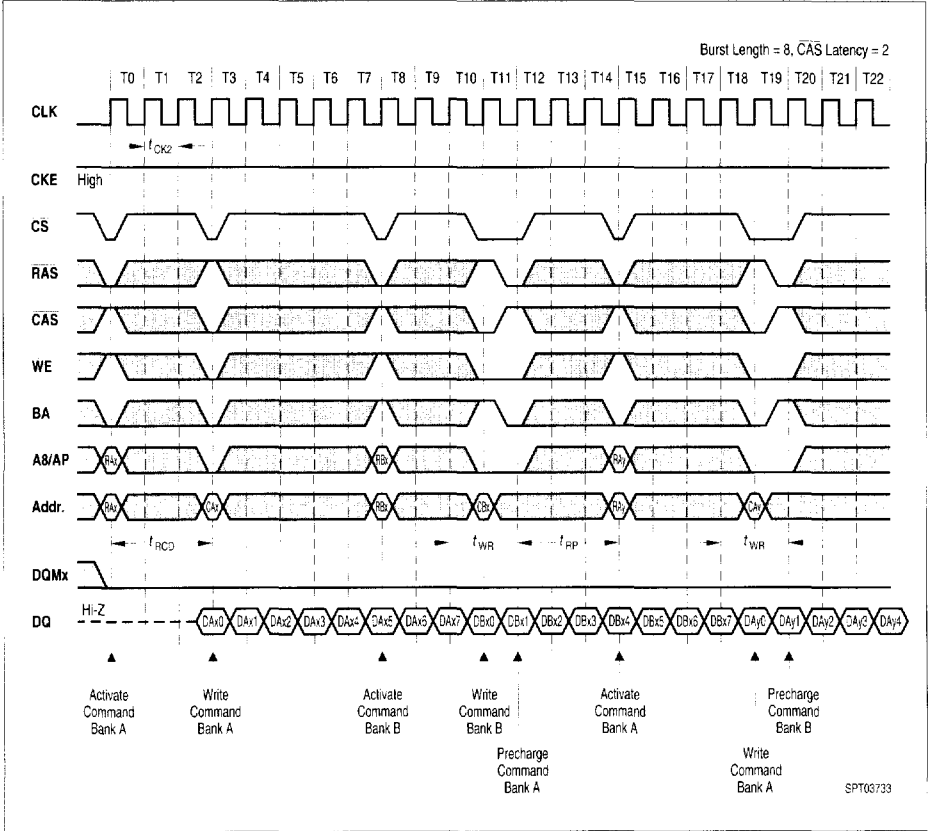 Burst Length = 8, CAS Latency = 2
T0 T1 T2 T3 T4 T5 T6 T7 T8 T9 T10 T11 T12 T13 T14 T15 T16 T17 T18 T19 T20 T21 T22
CLK
tCK2
CKE High
CS
RAS
CAS
WE
BA
A8/AP RAx RBx RAy
Addr. RAx CAx RBx CBx RAy CAy
tRCD tWR tRP tWR
DQMx
DQ Hi-Z DAx0 DAx1 DAx2 DAx3 DAx4 DAx5 DAx6 DAx7 DBx0 DBx1 DBx2 DBx3 DBx4 DBx5 DBx6 DBx7 DAy0 DAy1 DAy2 DAy3 DAy4
Activate Command Bank A
Write Command Bank A
Activate Command Bank B
Write Command Bank B
Precharge Command Bank A
Activate Command Bank A
Write Command Bank A
Precharge Command Bank B
SPT03733